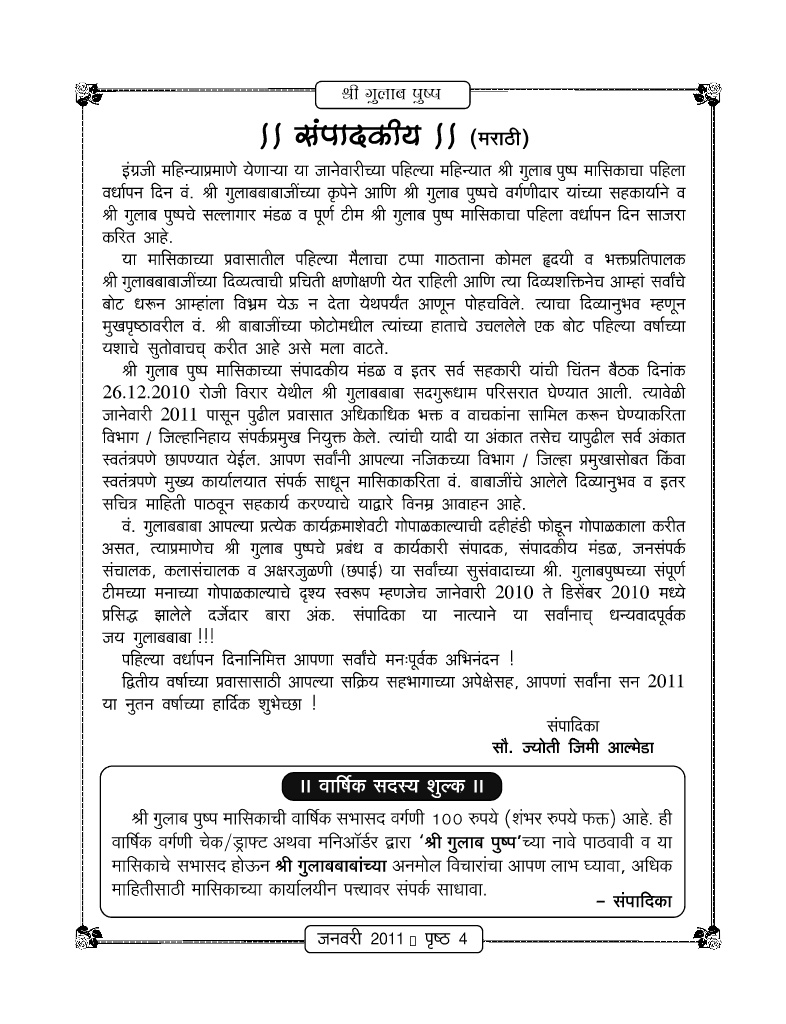 श्री गुलाब पुष्प
।। संपादकीय ।। (मराठी)
इंग्रजी महिन्याप्रमाणे येणाऱ्या या जानेवारीच्या पहिल्या महिन्यात श्री गुलाब पुष्प मासिकाचा पहिला
वर्धापन दिन वं. श्री गुलाबबाबाजींच्या कृपेने आणि श्री गुलाब पुष्पचे वर्गणीदार यांच्या सहकार्याने व
श्री गुलाब पुष्पचे सल्लागार मंडळ व पूर्ण टीम श्री गुलाब पुष्प मासिकाचा पहिला वर्धापन दिन साजरा
करित आहे.
या मासिकाच्या प्रवासातील पहिल्या मैलाचा टप्पा गाठताना कोमल हृदयी व भक्तप्रतिपालक
श्री गुलाबबाबाजींच्या दिव्यत्वाची प्रचिती क्षणोक्षणी येत राहिली आणि त्या दिव्यशक्तिनेच आम्हां सर्वांचे
बोट धरून आम्हांला विभ्रम येऊ न देता येथपर्यंत आणून पोहचविले. त्याचा दिव्यानुभव म्हणून
मुखपृष्ठावरील वं. श्री बाबाजींच्या फोटोमधील त्यांच्या हाताचे उचललेले एक बोट पहिल्या वर्षाच्या
यशाचे सुतोवाचच् करीत आहे असे मला वाटते.
श्री गुलाब पुष्प मासिकाच्या संपादकीय मंडळ व इतर सर्व सहकारी यांची चिंतन बैठक दिनांक
26.12.2010 रोजी विरार येथील श्री गुलाबबाबा सदगुरूधाम परिसरात घेण्यात आली. त्यावेळी
जानेवारी 2011 पासून पुढील प्रवासात अधिकाधिक भक्त व वाचकांना सामिल करून घेण्याकरिता
विभाग / जिल्हानिहाय संपर्कप्रमुख नियुक्त केले. त्यांची यादी या अंकात तसेच यापुढील सर्व अंकात
स्वतंत्रपणे छापण्यात येईल. आपण सर्वांनी आपल्या नजिकच्या विभाग / जिल्हा प्रमुखासोबत किंवा
स्वतंत्रपणे मुख्य कार्यालयात संपर्क साधून मासिकाकरिता वं. बाबाजींचे आलेले दिव्यानुभव व इतर
सचित्र माहिती पाठवून सहकार्य करण्याचे याद्वारे विनम्र आवाहन आहे.
वं. गुलाबबाबा आपल्या प्रत्येक कार्यक्रमाशेवटी गोपाळकाल्याची दहीहंडी फोडून गोपाळकाला करीत
असत, त्याप्रमाणेच श्री गुलाब पुष्पचे प्रबंध व कार्यकारी संपादक, संपादकीय मंडळ, जनसंपर्क
संचालक, कलासंचालक व अक्षरजुळणी (छपाई) या सर्वांच्या सुसंवादाच्या श्री. गुलाबपुष्पच्या संपूर्ण
टीमच्या मनाच्या गोपाळकाल्याचे दृश्य स्वरूप म्हणजेच जानेवारी 2010 ते डिसेंबर 2010 मध्ये
प्रसिद्ध झालेले दर्जेदार बारा अंक. संपादिका या नात्याने या सर्वांनाच् धन्यवादपूर्वक
जय गुलाबबाबा !!!
पहिल्या वर्धापन दिनानिमित्त आपणा सर्वांचे मनःपूर्वक अभिनंदन !
द्वितीय वर्षाच्या प्रवासासाठी आपल्या सक्रिय सहभागाच्या अपेक्षेसह, आपणां सर्वांना सन 2011
या नुतन वर्षाच्या हार्दिक शुभेच्छा !
संपादिका
सौ. ज्योती जिमी आल्मेडा
।। वार्षिक सदस्य शुल्क ।।
श्री गुलाब पुष्प मासिकाची वार्षिक सभासद वर्गणी 100 रुपये (शंभर रुपये फक्त) आहे. ही
वार्षिक वर्गणी चेक/ड्राफ्ट अथवा मनिऑर्डर द्वारा ‘श्री गुलाब पुष्प’च्या नावे पाठवावी व या
मासिकाचे सभासद होऊन श्री गुलाबबाबांच्या अनमोल विचारांचा आपण लाभ घ्यावा, अधिक
माहितीसाठी मासिकाच्या कार्यालयीन पत्त्यावर संपर्क साधावा.
– संपादिका
जनवरी 2011 ▯ पृष्ठ 4